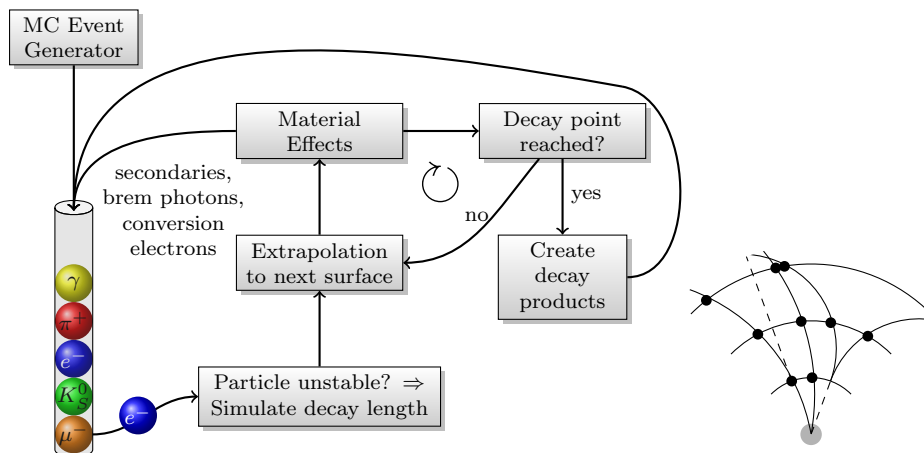 MC Event
Generator
Material
Effects
Decay point
reached?
secondaries,
brem photons,
conversion
electrons
no
yes
Extrapolation
to next surface
Create
decay
products
γ
π⁺
e⁻
K⁰_S
μ⁻
e⁻
Particle unstable? ⇒
Simulate decay length